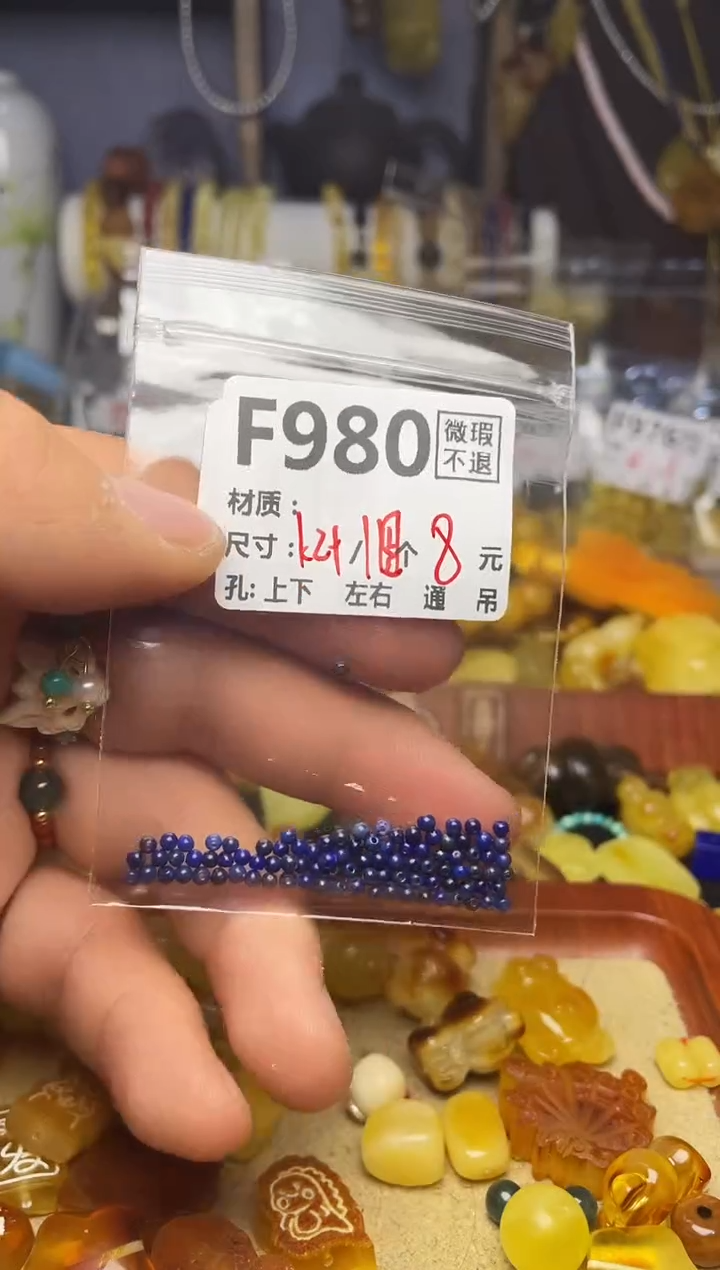 F980
微瑕
不退
材质：
尺寸： / 个 8 元
孔: 上下 左右 通 吊